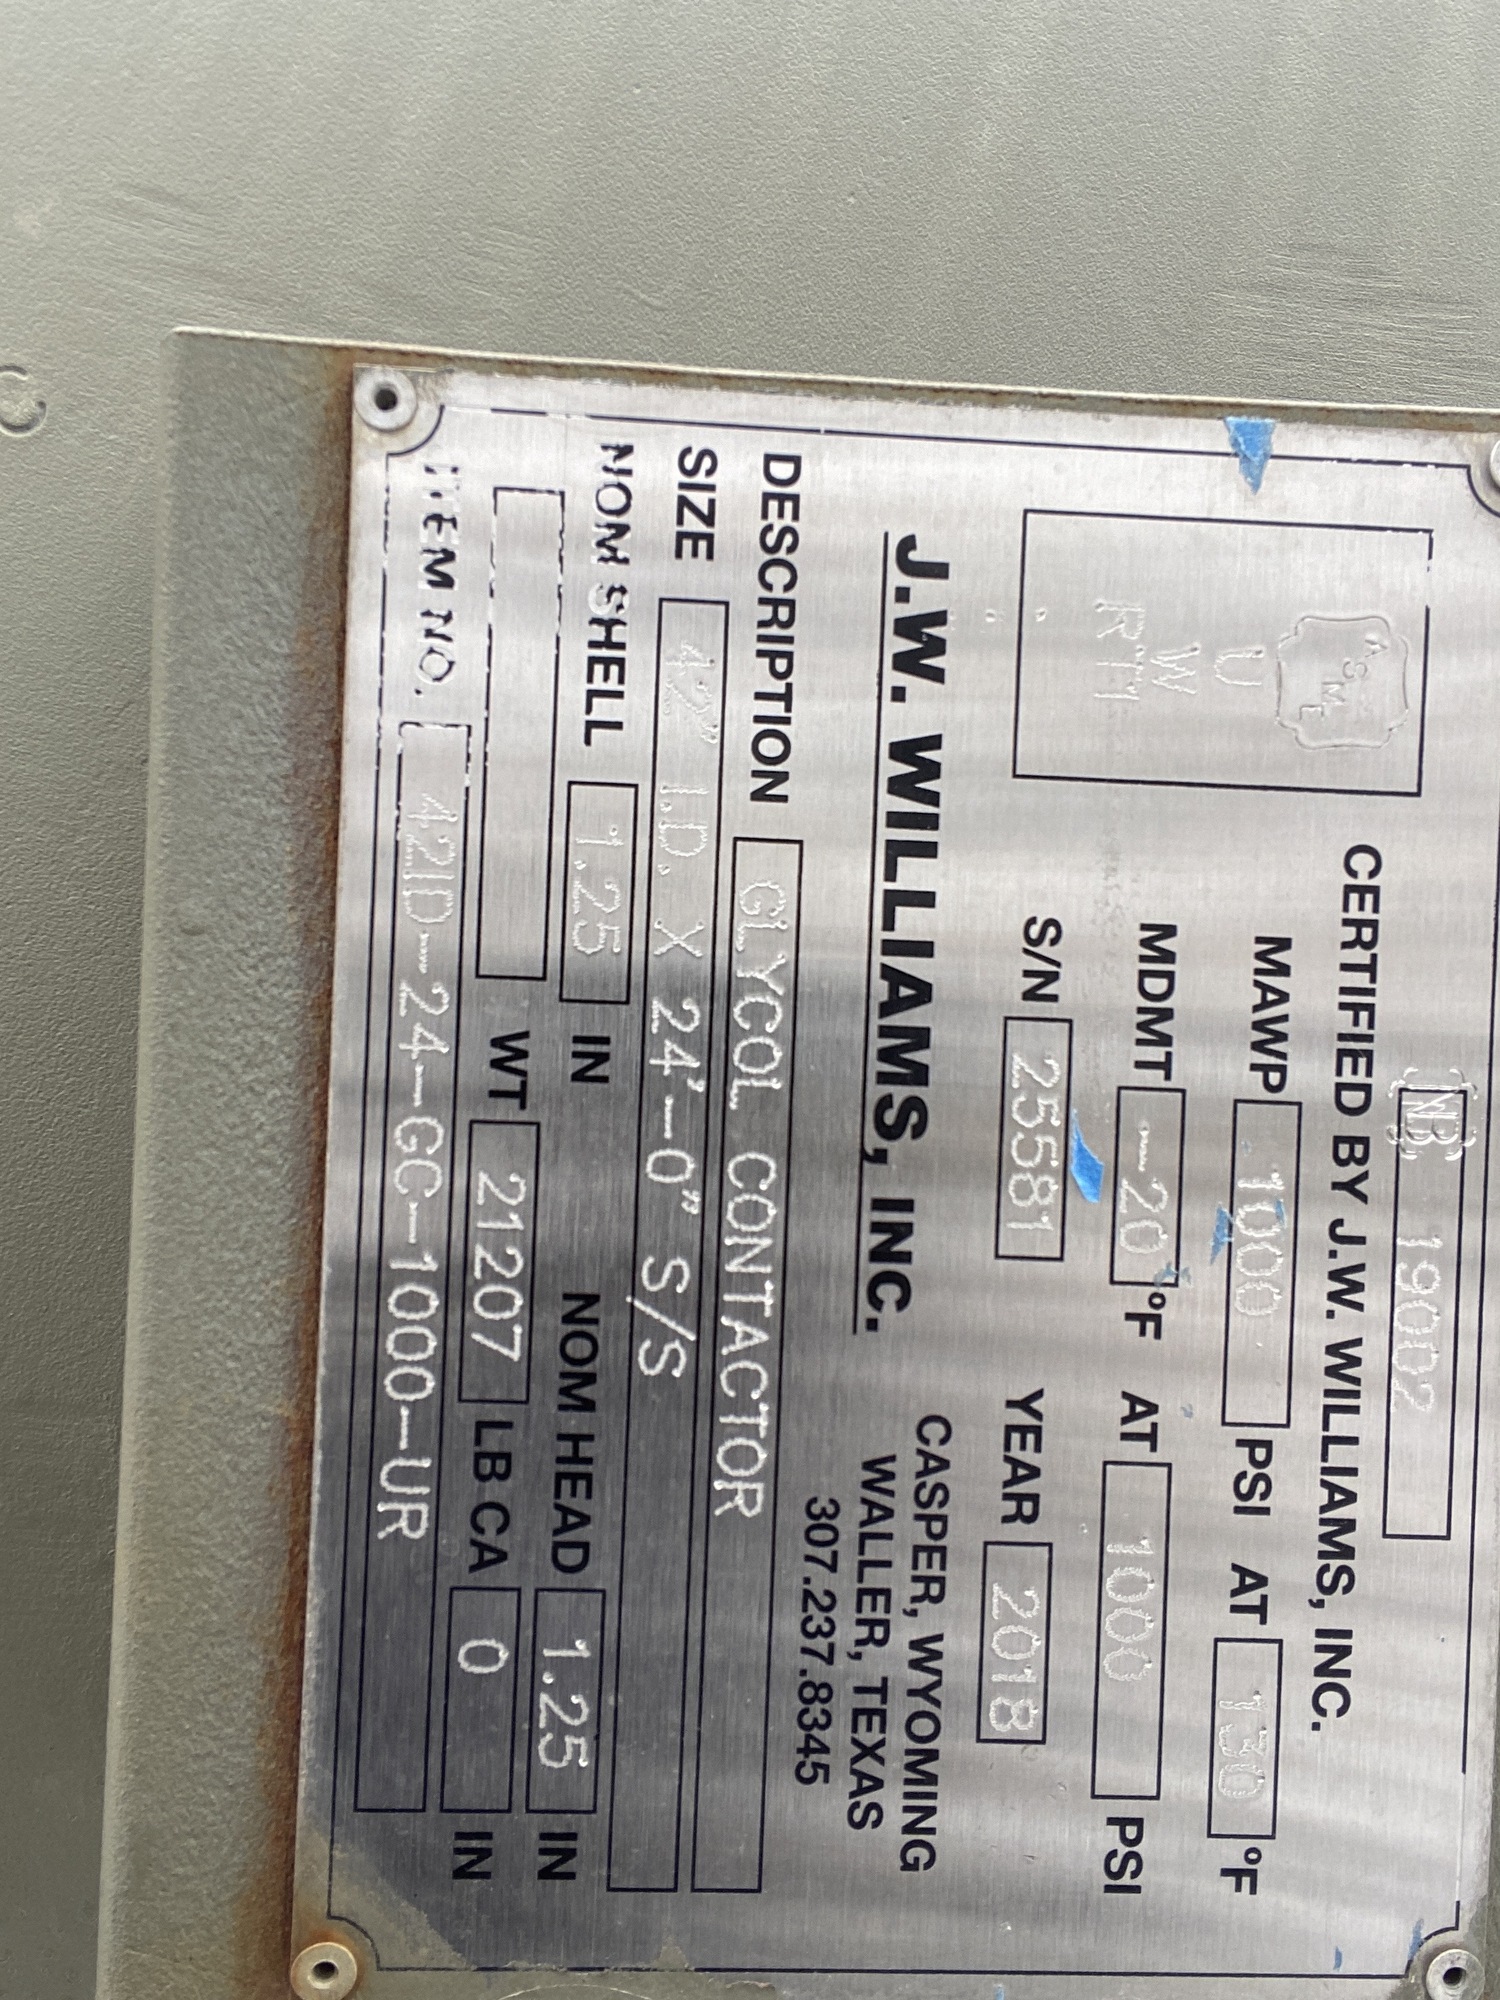 NB 19002
CERTIFIED BY J.W. WILLIAMS, INC.
ASME
U
W
RT1
MAWP 1000 PSI AT 130 °F
MDMT -20 °F AT 1000 PSI
S/N 25581 YEAR 2018
J.W. WILLIAMS, INC.
CASPER, WYOMING
WALLER, TEXAS
307.237.8345
DESCRIPTION GLYCOL CONTACTOR
SIZE 42" I.D. X 24'-0" S/S
NOM SHELL 1.25 IN NOM HEAD 1.25 IN
WT 21207 LB CA 0 IN
ITEM NO. 42ID-24-GC-1000-UR
C